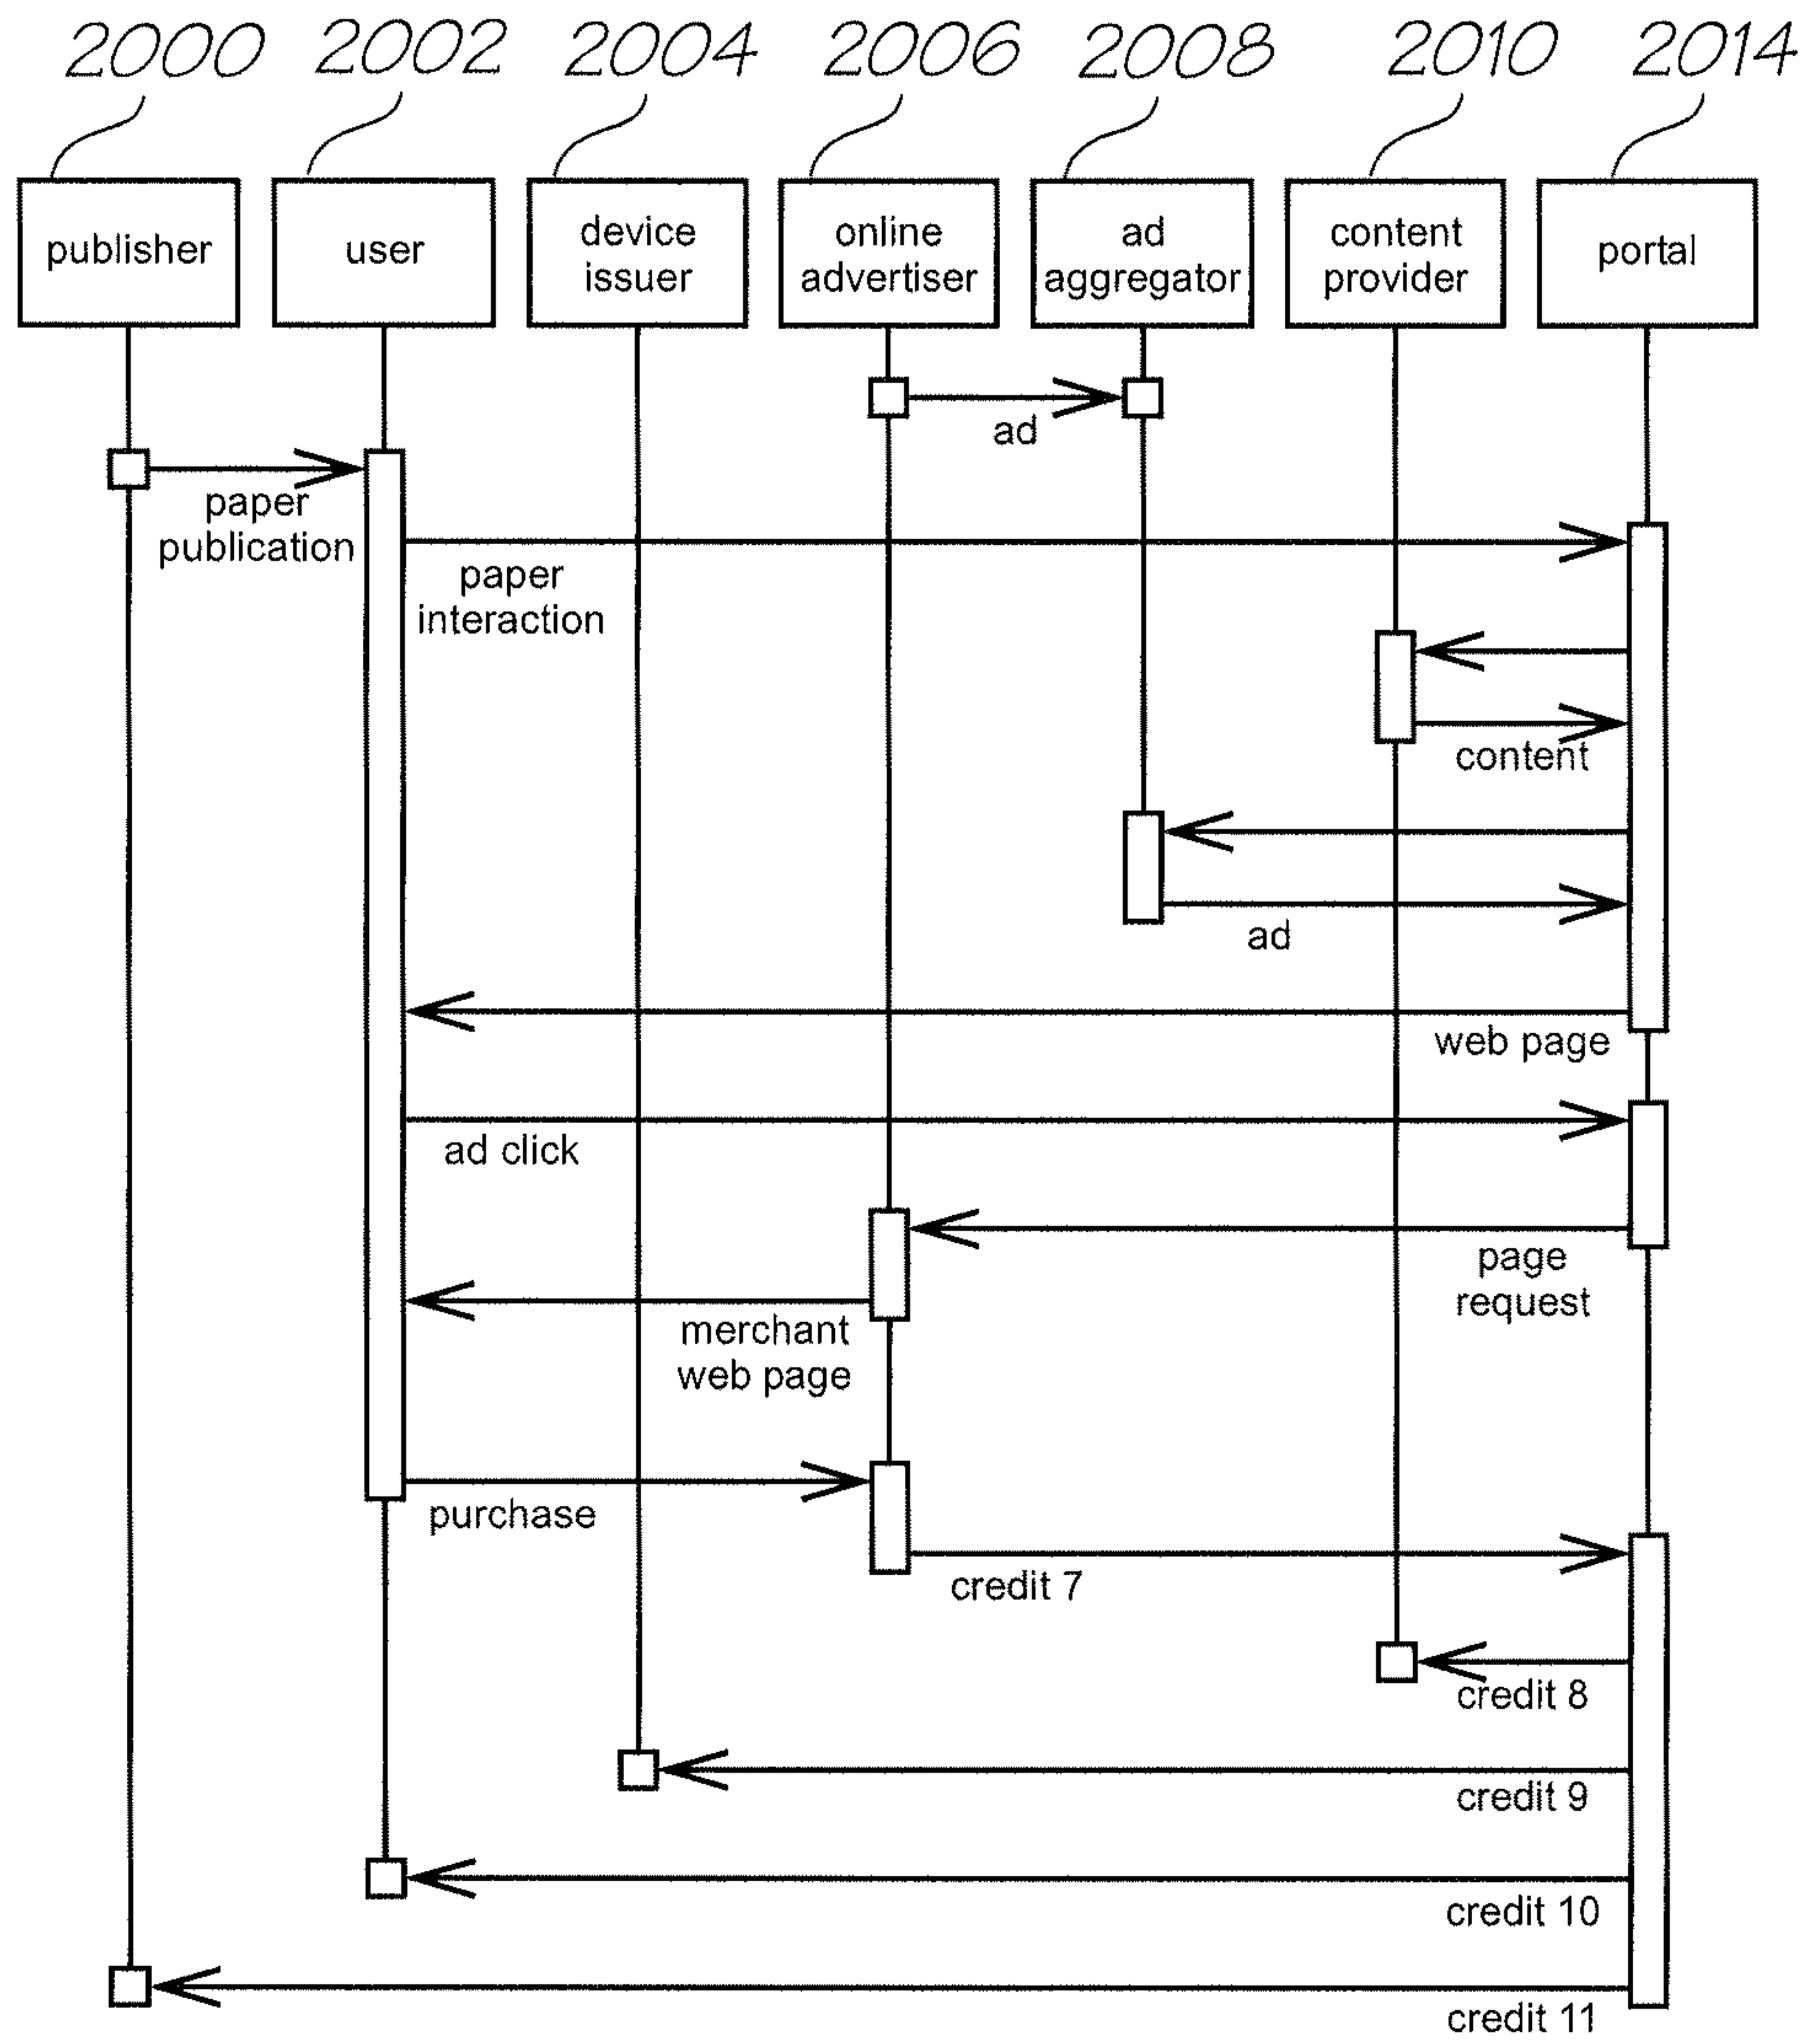 2000 2002 2004 2006 2008 2010 2014
publisher
user
device
issuer
online
advertiser
ad
aggregator
content
provider
portal
ad
paper
publication
paper
interaction
content
ad
web page
ad click
page
request
merchant
web page
purchase
credit 7
credit 8
credit 9
credit 10
credit 11